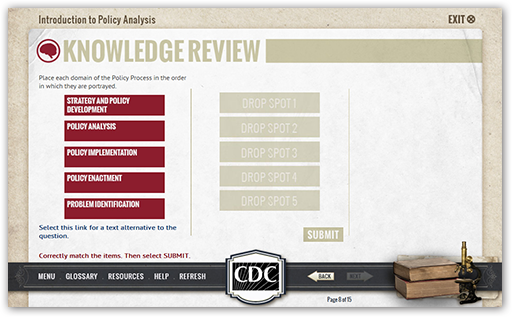 Introduction to Policy Analysis
EXIT
KNOWLEDGE REVIEW
Place each domain of the Policy Process in the order
in which they are portrayed.
STRATEGY AND POLICY
DEVELOPMENT
POLICY ANALYSIS
POLICY IMPLEMENTATION
POLICY ENACTMENT
PROBLEM IDENTIFICATION
DROP SPOT 1
DROP SPOT 2
DROP SPOT 3
DROP SPOT 4
DROP SPOT 5
Select this link for a text alternative to the
question.
SUBMIT
Correctly match the items. Then select SUBMIT.
MENU GLOSSARY RESOURCES HELP REFRESH
CDC
BACK
NEXT
Page 8 of 15